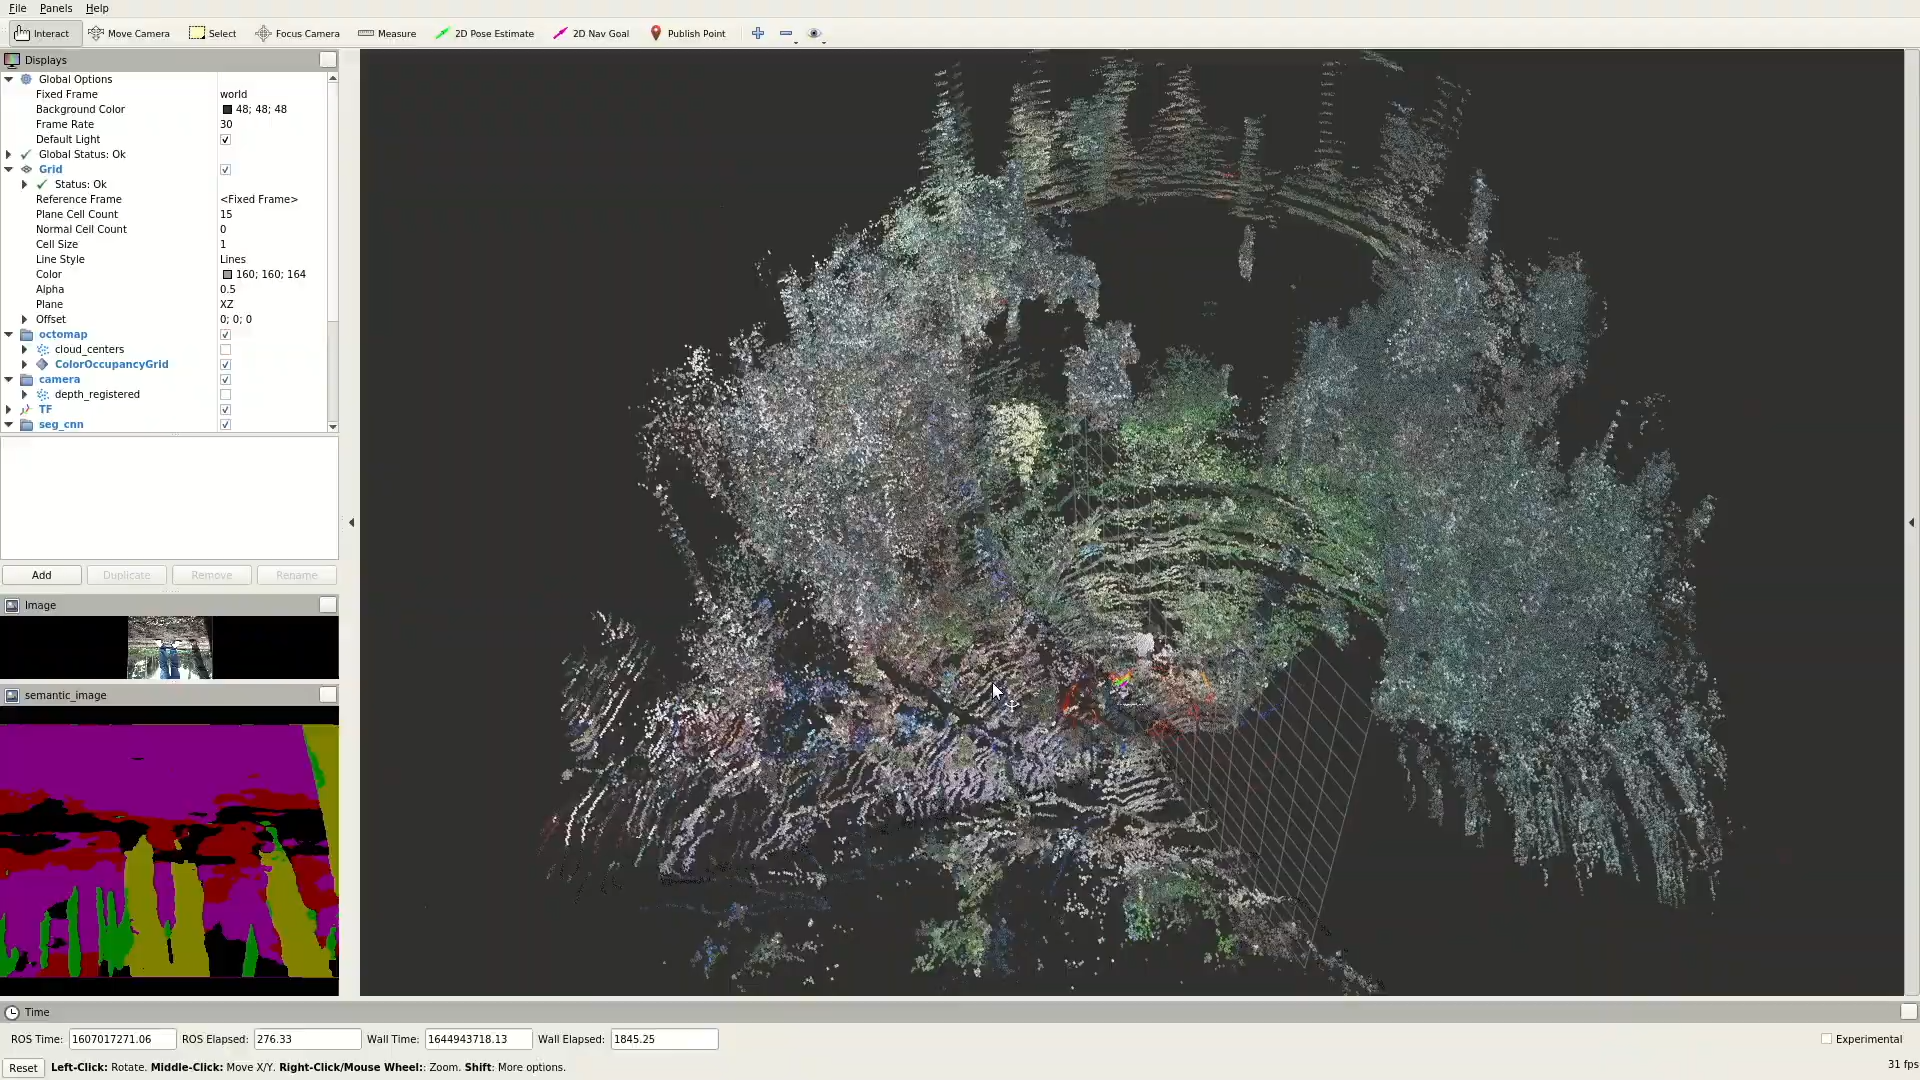 File Panels Help
Interact Move Camera Select Focus Camera Measure 2D Pose Estimate 2D Nav Goal Publish Point
Displays
Global Options
Fixed Frame world
Background Color 48; 48; 48
Frame Rate 30
Default Light
Global Status: Ok
Grid
Status: Ok
Reference Frame <Fixed Frame>
Plane Cell Count 15
Normal Cell Count 0
Cell Size 1
Line Style Lines
Color 160; 160; 164
Alpha 0.5
Plane XZ
Offset 0; 0; 0
octomap
cloud_centers
ColorOccupancyGrid
camera
depth_registered
TF
seg_cnn
Add Duplicate Remove Rename
Image
semantic_image
Time
ROS Time: 1607017271.06 ROS Elapsed: 276.33 Wall Time: 1644943718.13 Wall Elapsed: 1845.25 Experimental
Reset Left-Click: Rotate. Middle-Click: Move X/Y. Right-Click/Mouse Wheel:: Zoom. Shift: More options. 31 fps